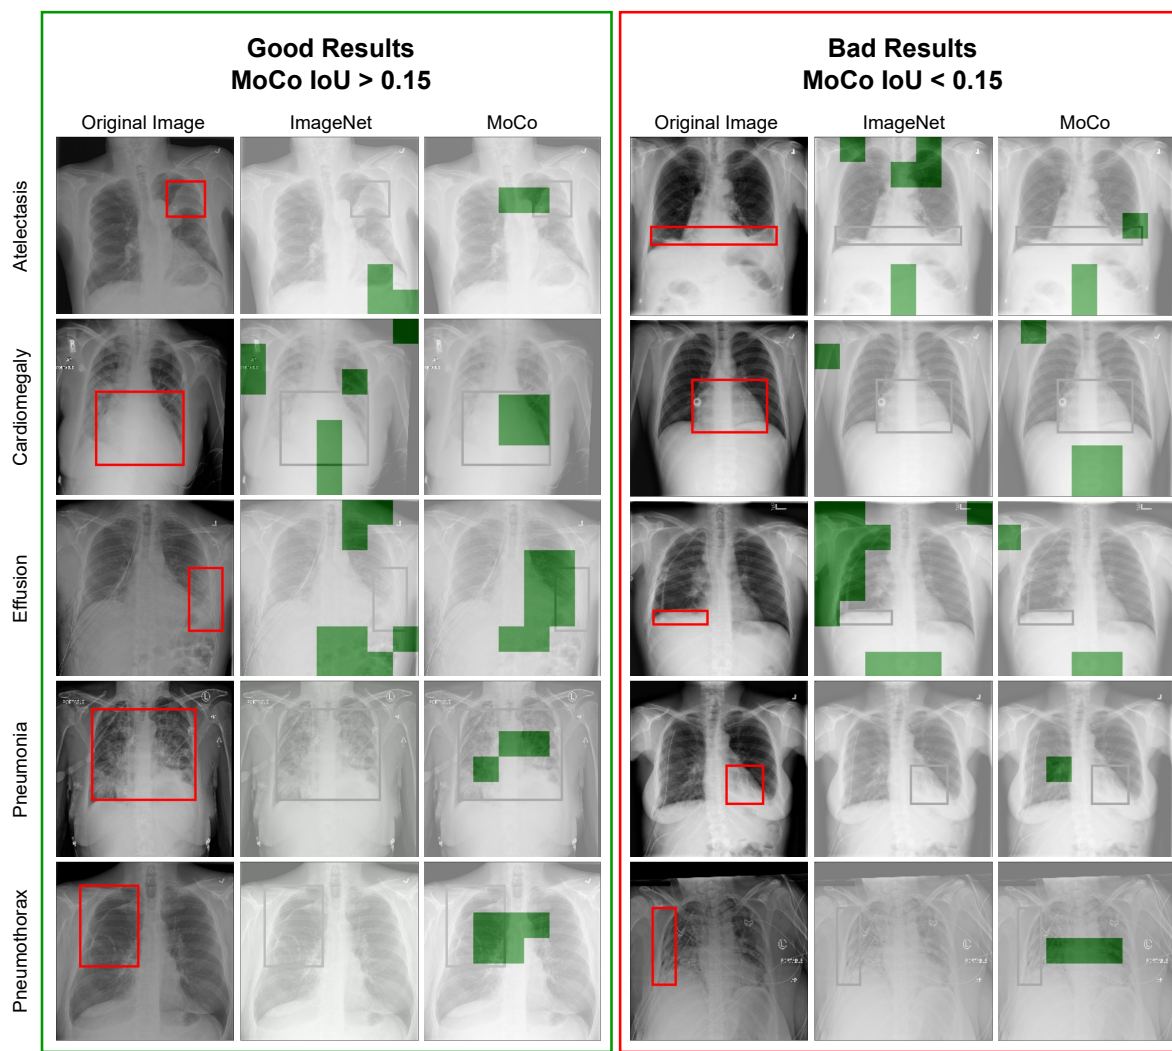 Good Results
MoCo IoU > 0.15
Original Image
ImageNet
MoCo
Bad Results
MoCo IoU < 0.15
Original Image
ImageNet
MoCo
Atelectasis
Cardiomegaly
Effusion
Pneumonia
L
Pneumothorax
L
PORTABLE